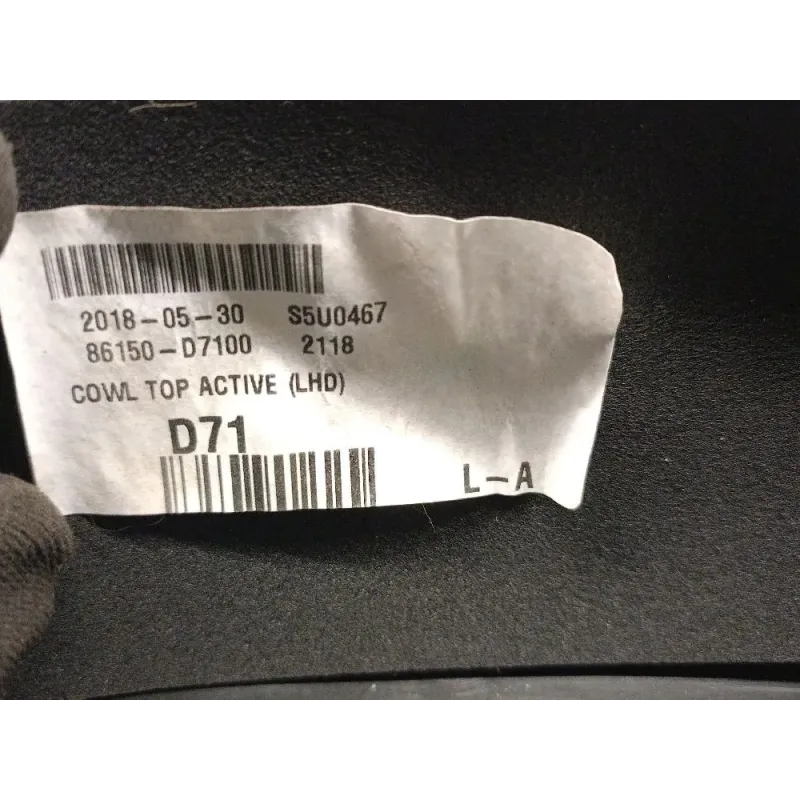 2018-05-30 S5U0467
86150-D7100 2118
COWL TOP ACTIVE (LHD)
D71
L-A